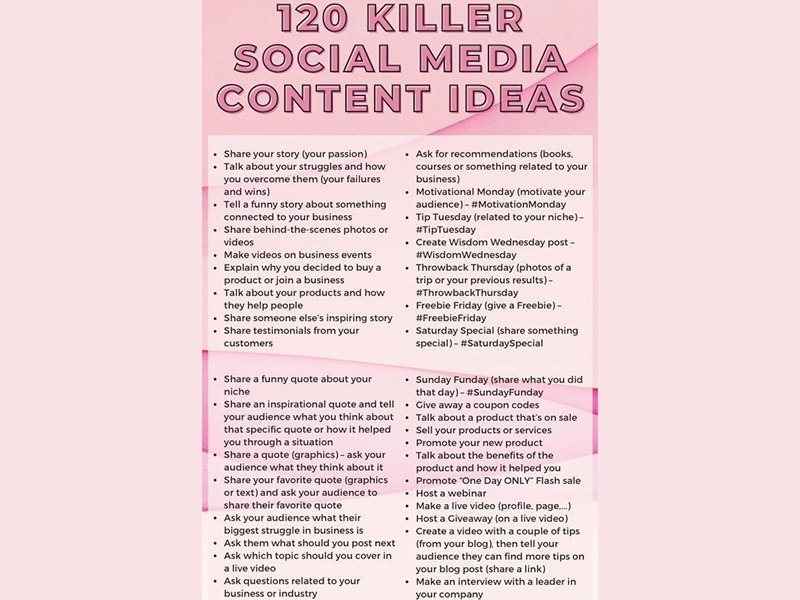 120 KILLER
SOCIAL MEDIA
CONTENT IDEAS
• Share your story (your passion)
• Talk about your struggles and how
you overcome them (your failures
and wins)
• Tell a funny story about something
connected to your business
• Share behind-the-scenes photos or
videos
• Make videos on business events
• Explain why you decided to buy a
product or join a business
• Talk about your products and how
they help people
• Share someone else's inspiring story
• Share testimonials from your
customers
• Share a funny quote about your
niche
• Share an inspirational quote and tell
your audience what you think about
that specific quote or how it helped
you through a situation
• Share a quote (graphics) – ask your
audience what they think about it
• Share your favorite quote (graphics
or text) and ask your audience to
share their favorite quote
• Ask your audience what their
biggest struggle in business is
• Ask them what should you post next
• Ask which topic should you cover in
a live video
• Ask questions related to your
business or industry
• Ask for recommendations (books,
courses or something related to your
business)
• Motivational Monday (motivate your
audience) – #MotivationMonday
• Tip Tuesday (related to your niche) –
#TipTuesday
• Create Wisdom Wednesday post –
#WisdomWednesday
• Throwback Thursday (photos of a
trip or your previous results) –
#ThrowbackThursday
• Freebie Friday (give a Freebie) –
#FreebieFriday
• Saturday Special (share something
special) – #SaturdaySpecial
• Sunday Funday (share what you did
that day) – #SundayFunday
• Give away a coupon codes
• Talk about a product that's on sale
• Sell your products or services
• Promote your new product
• Talk about the benefits of the
product and how it helped you
• Promote "One Day ONLY" Flash sale
• Host a webinar
• Make a live video (profile, page,...)
• Host a Giveaway (on a live video)
• Create a video with a couple of tips
(from your blog), then tell your
audience they can find more tips on
your blog post (share a link)
• Make an interview with a leader in
your company